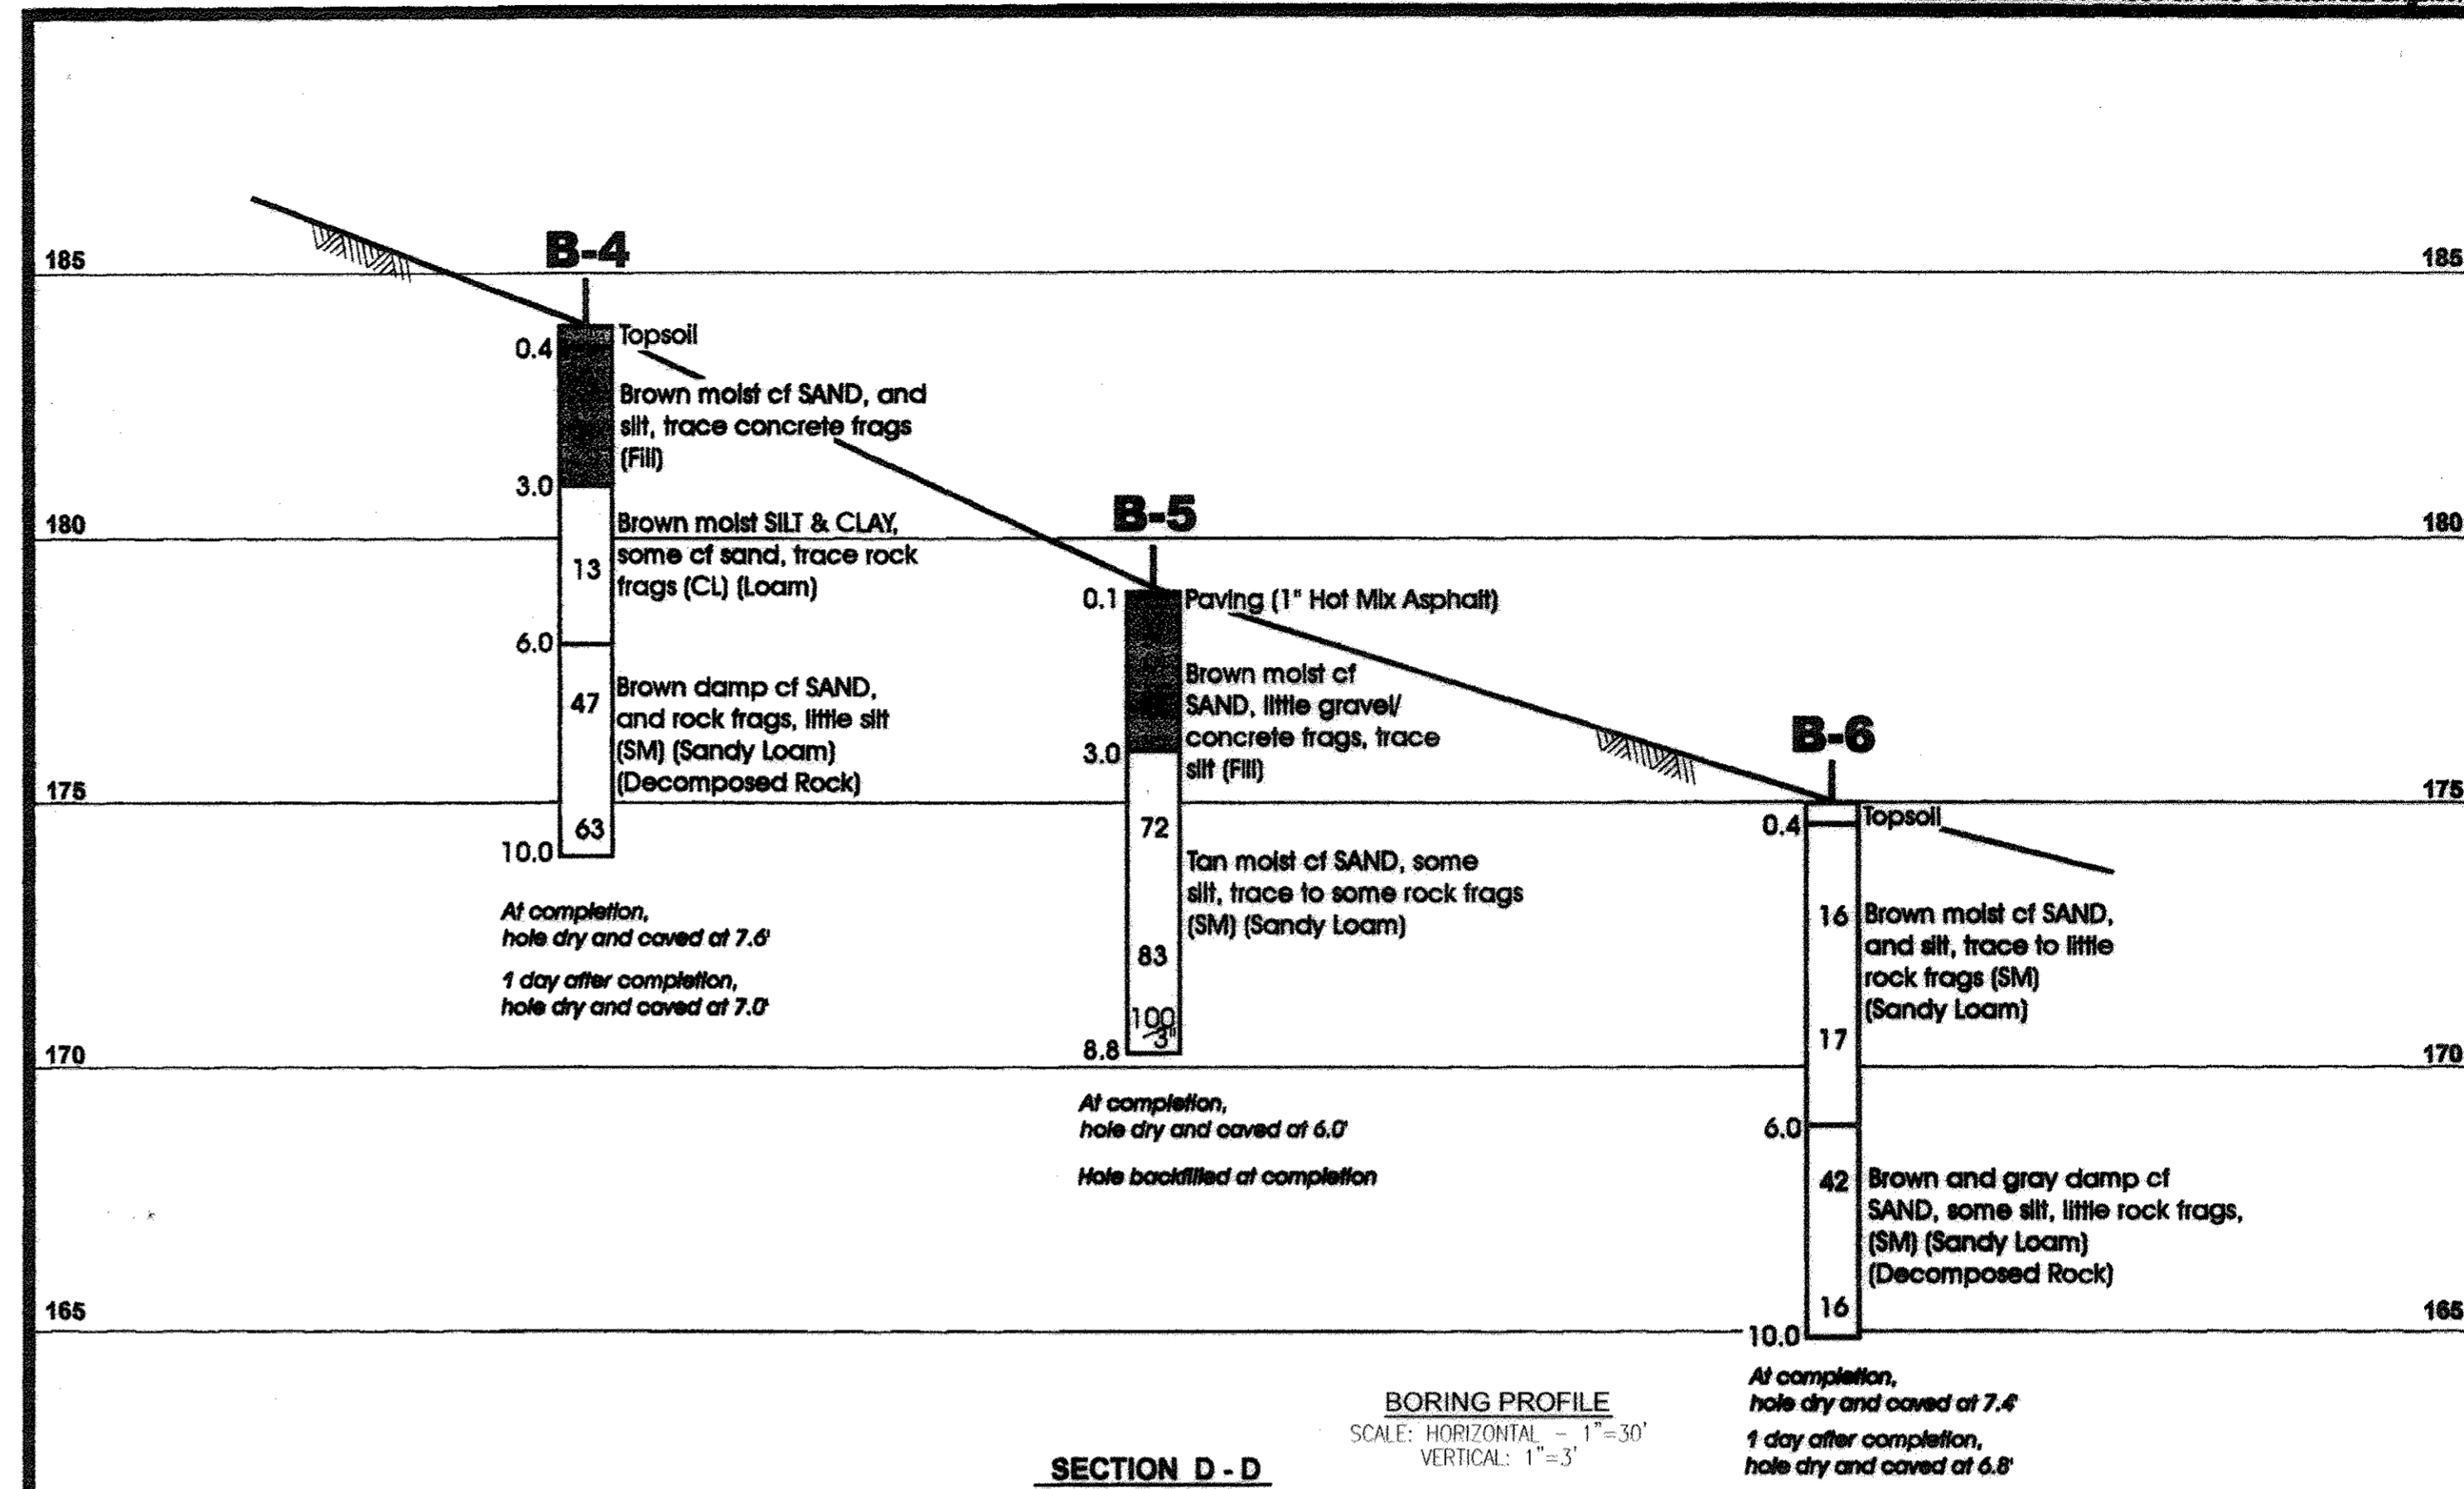 185
185
B-4
0.4
Topsoil
Brown moist cf SAND, and
silt, trace concrete frags
(Fill)
3.0
180
180
Brown moist SILT & CLAY,
some cf sand, trace rock
frags (CL) (Loam)
13
6.0
47
Brown damp cf SAND,
and rock frags, little silt
(SM) (Sandy Loam)
(Decomposed Rock)
175
175
63
10.0
At completion,
hole dry and caved at 7.6'
1 day after completion,
hole dry and caved at 7.0'
B-5
0.1
Paving (1" Hot Mix Asphalt)
Brown moist cf
SAND, little gravel/
concrete frags, trace
silt (Fill)
3.0
72
Tan moist cf SAND, some
silt, trace to some rock frags
(SM) (Sandy Loam)
83
100
3"
8.8
170
170
At completion,
hole dry and caved at 6.0'
Hole backfilled at completion
B-6
0.4
Topsoil
16
Brown moist cf SAND,
and silt, trace to little
rock frags (SM)
(Sandy Loam)
17
6.0
42
Brown and gray damp cf
SAND, some silt, little rock frags,
(SM) (Sandy Loam)
(Decomposed Rock)
16
165
165
10.0
At completion,
hole dry and caved at 7.4'
1 day after completion,
hole dry and caved at 6.8'
BORING PROFILE
SCALE: HORIZONTAL - 1"=30'
VERTICAL: 1"=3'
SECTION D - D